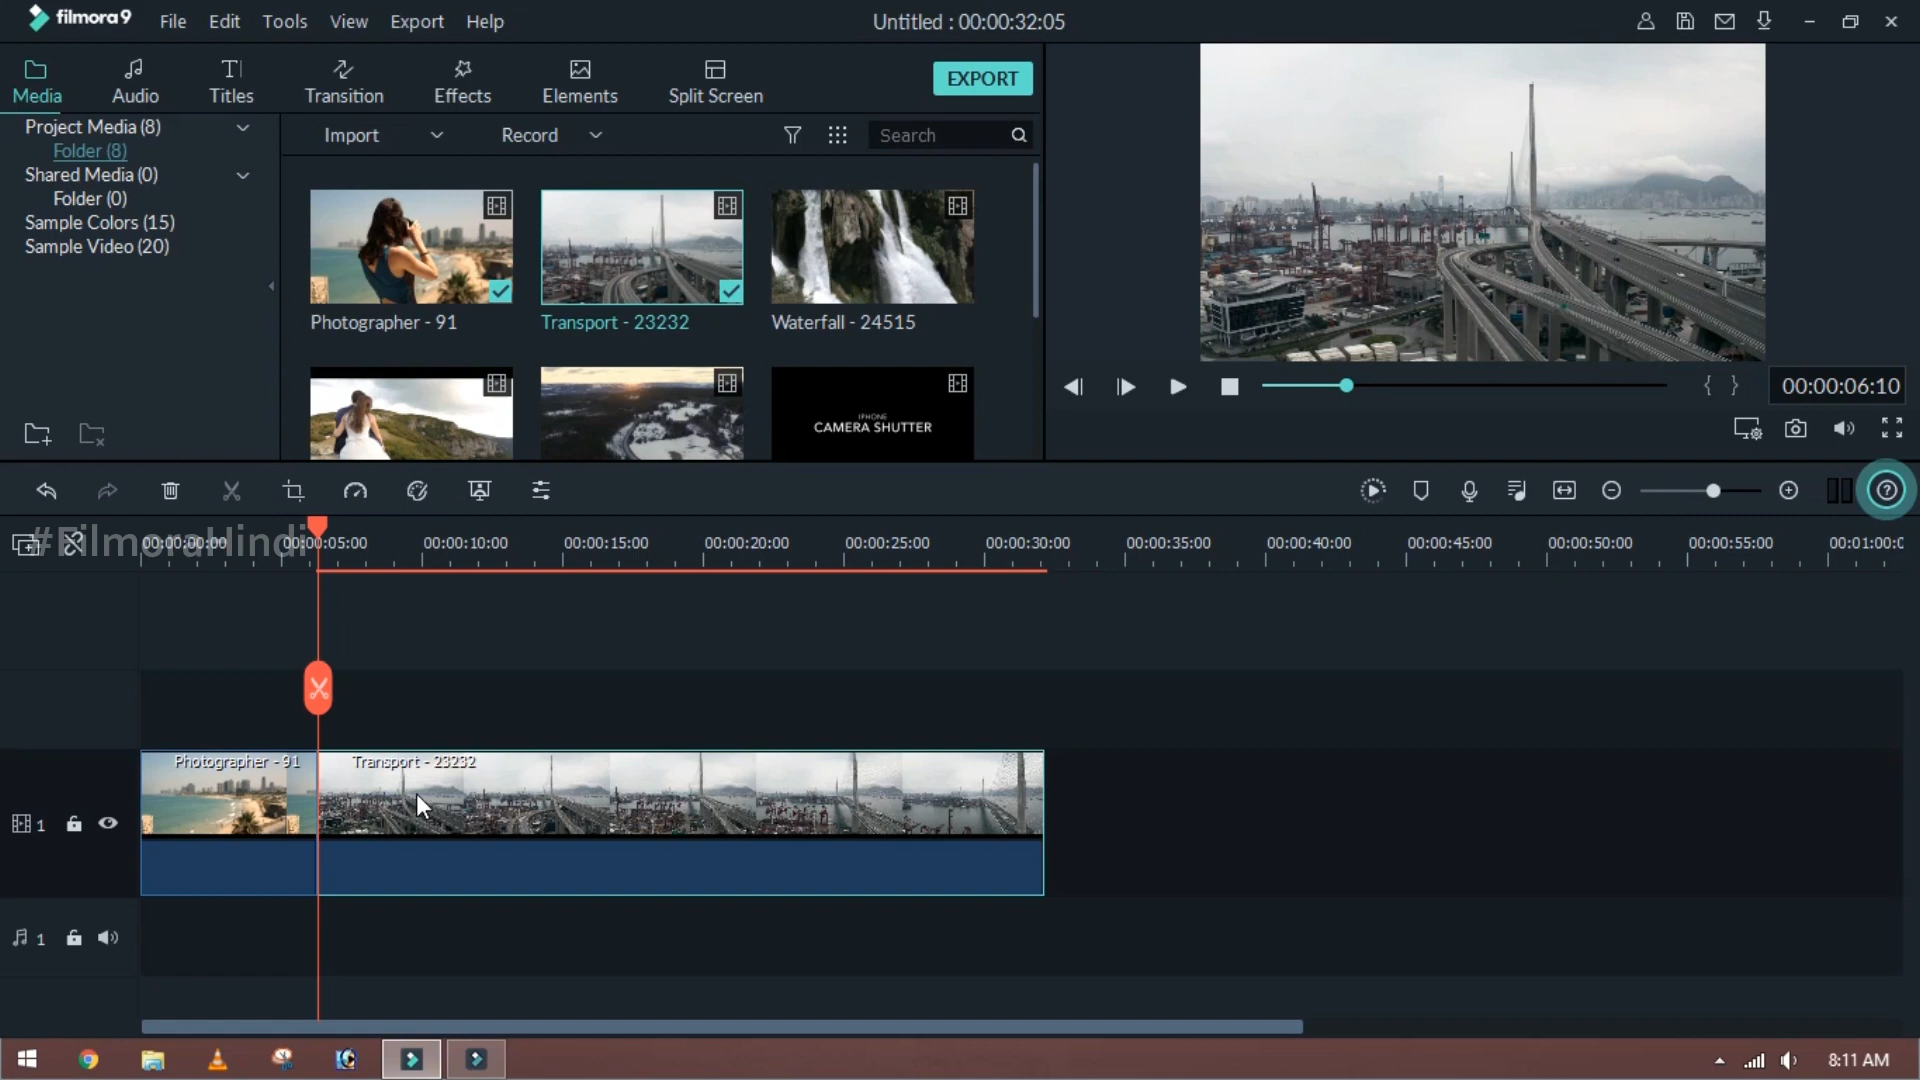 filmora9
File Edit Tools View Export Help
Untitled : 00:00:32:05
Media Audio Titles Transition Effects Elements Split Screen
EXPORT
Project Media (8)
Folder (8)
Shared Media (0)
Folder (0)
Sample Colors (15)
Sample Video (20)
Import Record Search
Photographer - 91
Transport - 23232
Waterfall - 24515
IPHONE
CAMERA SHUTTER
00:00:06:10
#FilmoraHindi
00:00:00:00 00:00:05:00 00:00:10:00 00:00:15:00 00:00:20:00 00:00:25:00 00:00:30:00 00:00:35:00 00:00:40:00 00:00:45:00 00:00:50:00 00:00:55:00 00:01:00:0
Photographer - 91 Transport - 23232
1
1
8:11 AM